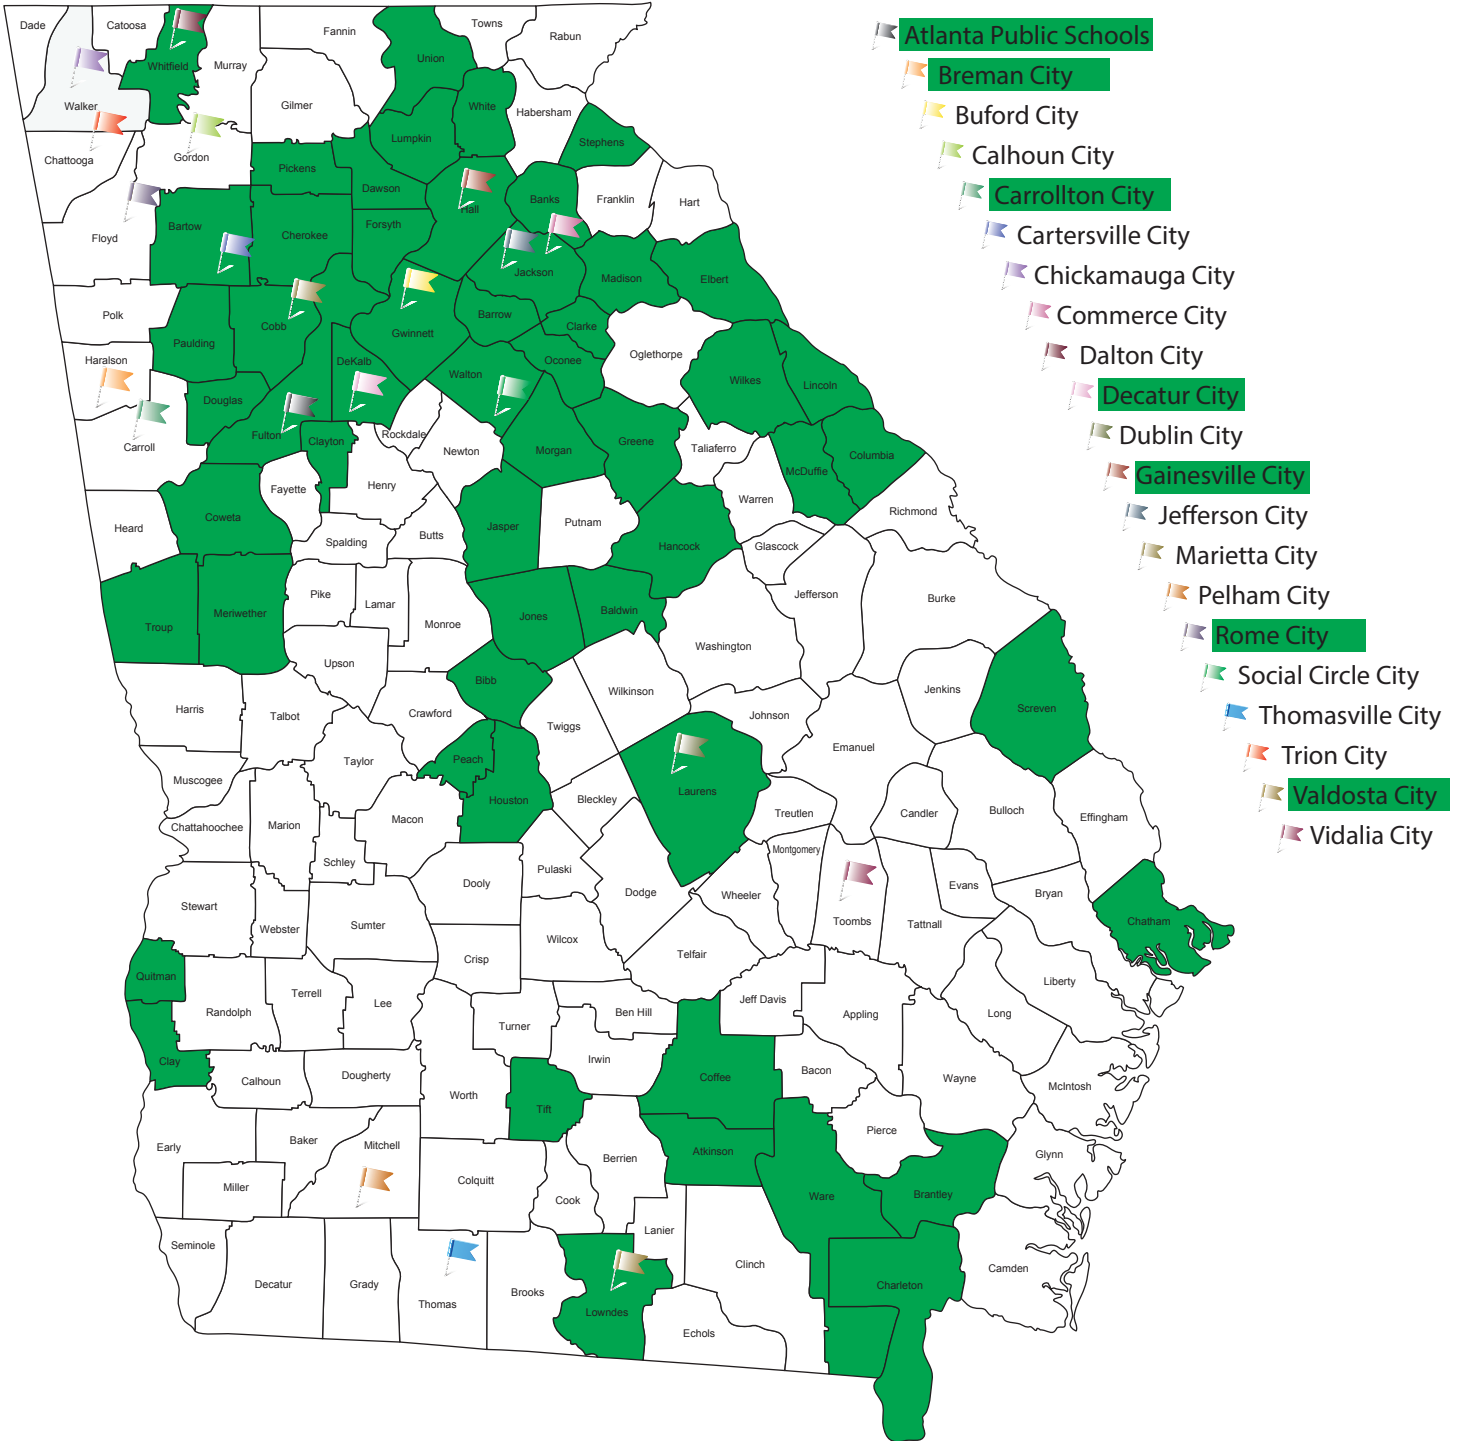 Dade
Catoosa
Whitfield
Murray
Fannin
Union
Towns
Rabun
Walker
Gilmer
White
Habersham
Lumpkin
Stephens
Chattooga
Gordon
Pickens
Dawson
Hall
Banks
Franklin
Hart
Floyd
Bartow
Cherokee
Forsyth
Jackson
Madison
Elbert
Polk
Paulding
Cobb
Gwinnett
Barrow
Clarke
Oglethorpe
Haralson
DeKalb
Walton
Oconee
Wilkes
Lincoln
Douglas
Carroll
Fulton
Clayton
Rockdale
Newton
Morgan
Greene
Taliaferro
McDuffie
Columbia
Fayette
Henry
Warren
Richmond
Heard
Coweta
Spalding
Butts
Jasper
Putnam
Hancock
Glascock
Troup
Meriwether
Pike
Lamar
Monroe
Jones
Baldwin
Jefferson
Burke
Upson
Washington
Bibb
Wilkinson
Jenkins
Screven
Harris
Talbot
Crawford
Twiggs
Johnson
Emanuel
Muscogee
Taylor
Peach
Houston
Bleckley
Laurens
Treutlen
Candler
Bulloch
Effingham
Chattahoochee
Marion
Macon
Schley
Montgomery
Stewart
Webster
Sumter
Dooly
Pulaski
Dodge
Wheeler
Toombs
Tattnall
Evans
Bryan
Chatham
Quitman
Crisp
Wilcox
Telfair
Randolph
Terrell
Lee
Turner
Ben Hill
Jeff Davis
Appling
Long
Liberty
Clay
Calhoun
Dougherty
Worth
Irwin
Coffee
Bacon
Wayne
McIntosh
Tift
Early
Baker
Mitchell
Berrien
Atkinson
Pierce
Glynn
Miller
Colquitt
Cook
Ware
Brantley
Seminole
Lanier
Decatur
Grady
Thomas
Brooks
Lowndes
Clinch
Echols
Charleton
Camden
Atlanta Public Schools
Breman City
Buford City
Calhoun City
Carrollton City
Cartersville City
Chickamauga City
Commerce City
Dalton City
Decatur City
Dublin City
Gainesville City
Jefferson City
Marietta City
Pelham City
Rome City
Social Circle City
Thomasville City
Trion City
Valdosta City
Vidalia City